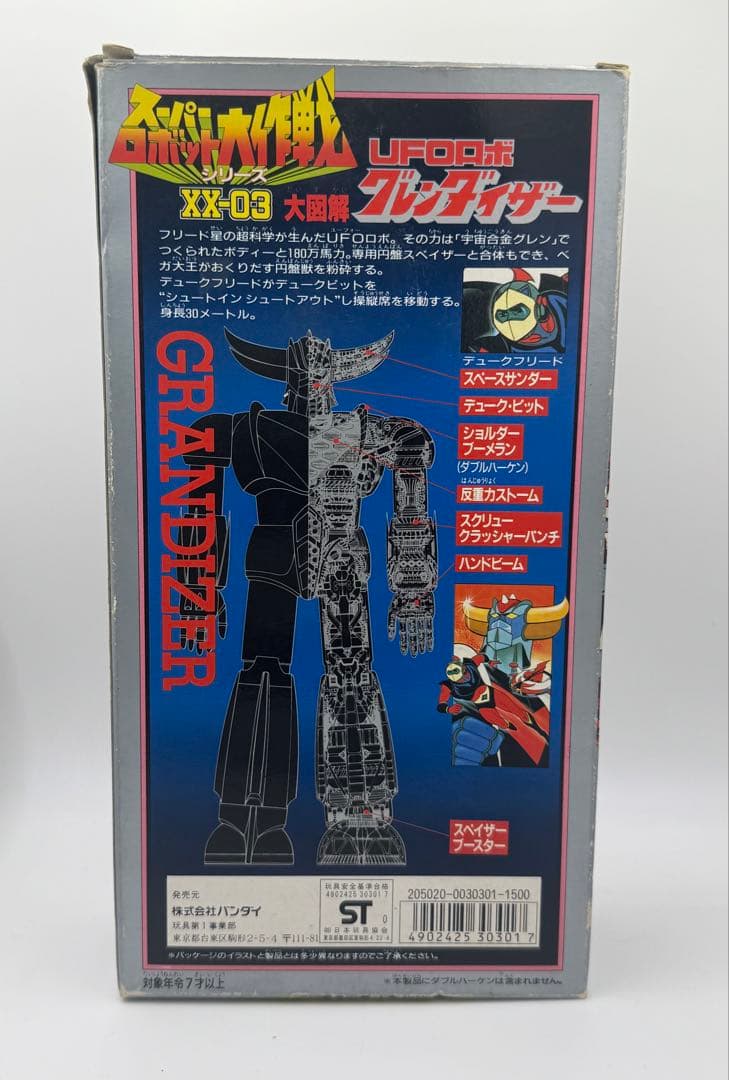 スーパー
ロボット大作戦
シリーズ
XX-03 大図解
UFOロボ
グレンダイザー
フリード星の超科学が生んだUFOロボ。その力は「宇宙合金グレン」で
つくられたボディーと180万馬力。専用円盤スペイザーと合体もでき、ベ
ガ大王がおくりだす円盤獣を粉砕する。
デュークフリードがデュークピットを
“シュートイン シュートアウト”し操縦席を移動する。
身長30メートル。
GRANDIZER
デュークフリード
スペースサンダー
デューク・ピット
ショルダー
ブーメラン
(ダブルハーケン)
反重力ストーム
スクリュー
クラッシャーパンチ
ハンドビーム
スペイザー
ブースター
発売元
株式会社バンダイ
玩具第1事業部
東京都台東区駒形2-5-4 〒111-81
玩具安全基準合格
4902425 30301 7
ST
0
㈳日本玩具協会
205020-0030301-1500
4 902425 303017
＊パッケージのイラストと製品とは多少異なりますのでご了承ください。
対象年令7才以上
＊本製品にダブルハーケンは含まれません。